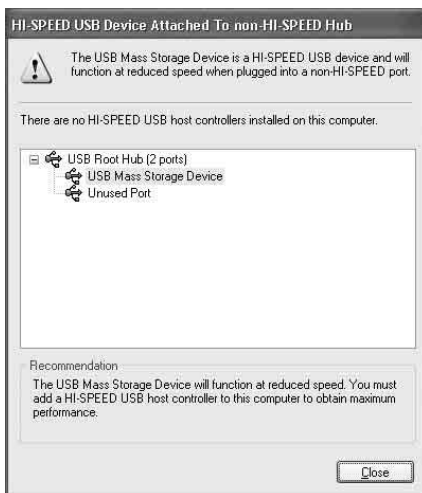 HI-SPEED USB Device Attached To non-HI-SPEED Hub
The USB Mass Storage Device is a HI-SPEED USB device and will
function at reduced speed when plugged into a non-HI-SPEED port.
There are no HI-SPEED USB host controllers installed on this computer.
USB Root Hub (2 ports)
USB Mass Storage Device
Unused Port
Recommendation
The USB Mass Storage Device will function at reduced speed. You must
add a HI-SPEED USB host controller to this computer to obtain maximum
performance.
Close